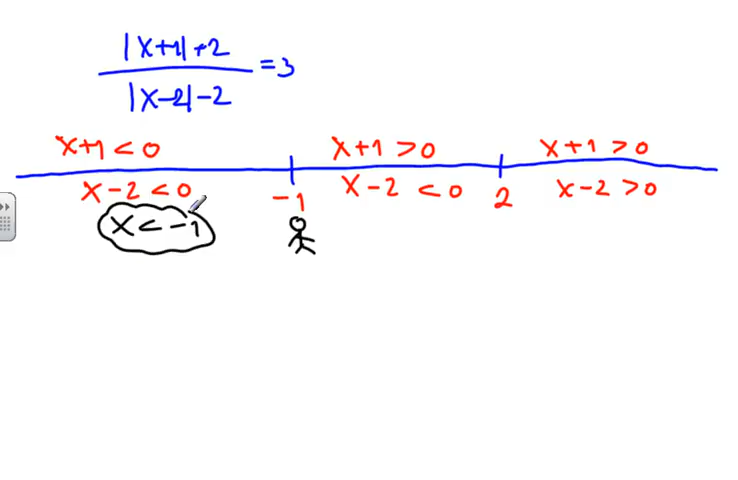 |x+1|+2
|x-2|-2
=3
x+1<0
x+1>0
x+1>0
x-2<0
x-2<0
x-2>0
-1
2
x<-1